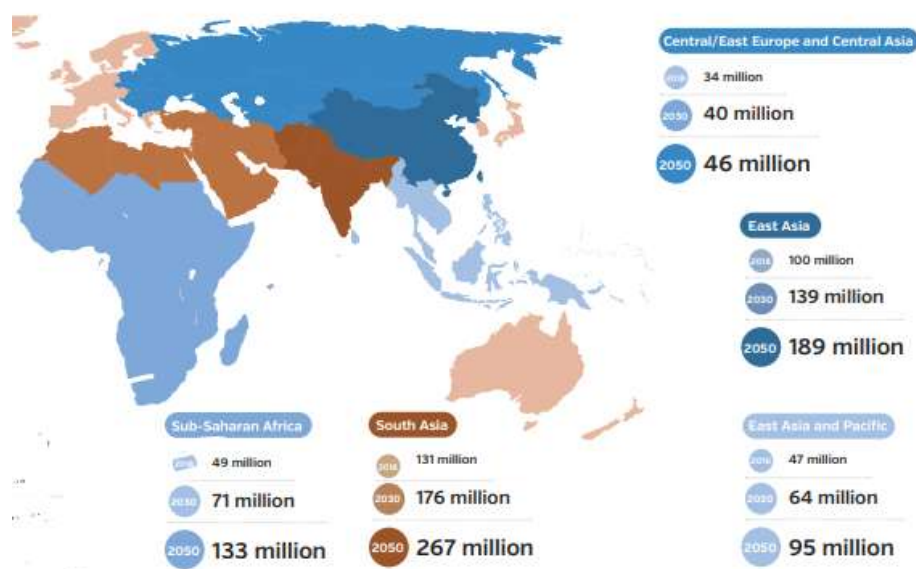 Central/East Europe and Central Asia
34 million
2030 40 million
2050 46 million
East Asia
100 million
2030 139 million
2050 189 million
Sub-Saharan Africa
49 million
2030 71 million
2050 133 million
South Asia
131 million
2030 176 million
2050 267 million
East Asia and Pacific
47 million
2030 64 million
2050 95 million